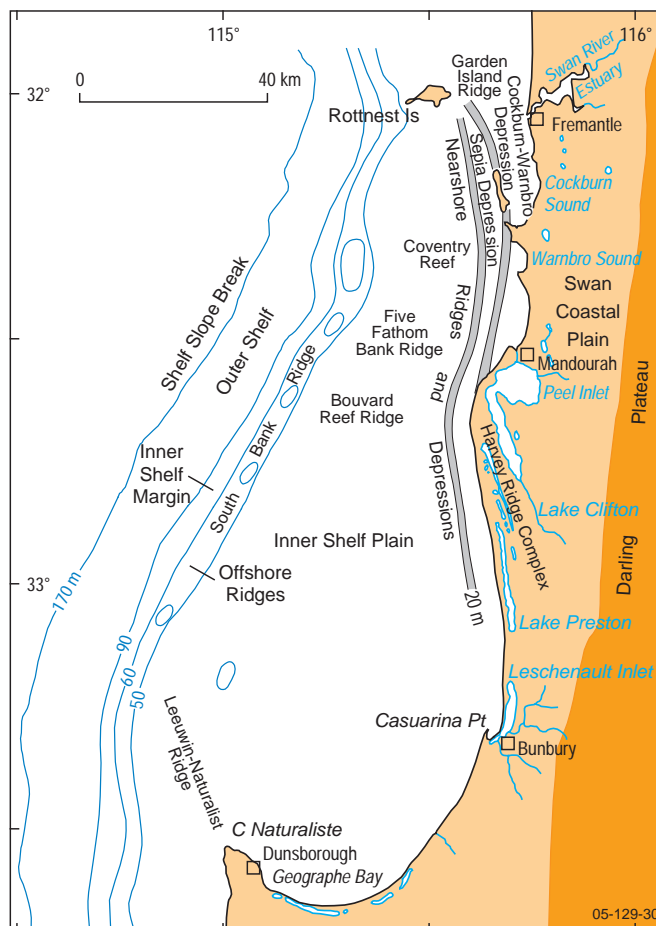 115°
116°
32°
0
40 km
Garden
Island
Ridge
Swan River
Estuary
Rottnest Is
Cockburn-Warnbro
Depression
Fremantle
Sepia Depression
Nearshore
Ridges
and
Depressions
Cockburn
Sound
Coventry
Reef
Warnbro Sound
Swan
Coastal
Plain
Shelf Slope Break
Outer Shelf
Five
Fathom
Bank Ridge
Mandourah
Peel Inlet
Plateau
Darling
Bouvard
Reef Ridge
South
Bank
Ridge
Inner
Shelf
Margin
Harvey Ridge Complex
Lake Clifton
Inner Shelf Plain
Offshore
Ridges
33°
170 m
90
60
50
20 m
Lake Preston
Leschenault Inlet
Leeuwin-Naturalist
Ridge
Casuarina Pt
Bunbury
C Naturaliste
Dunsborough
Geographe Bay
05-129-30